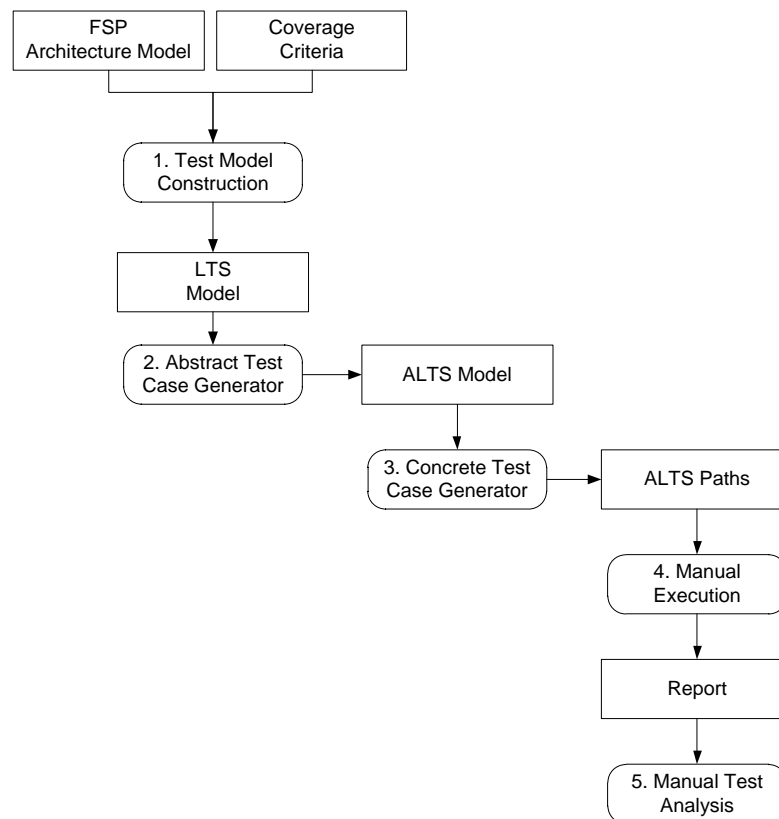 FSP
Architecture Model
Coverage
Criteria
1. Test Model
Construction
LTS
Model
2. Abstract Test
Case Generator
ALTS Model
3. Concrete Test
Case Generator
ALTS Paths
4. Manual
Execution
Report
5. Manual Test
Analysis